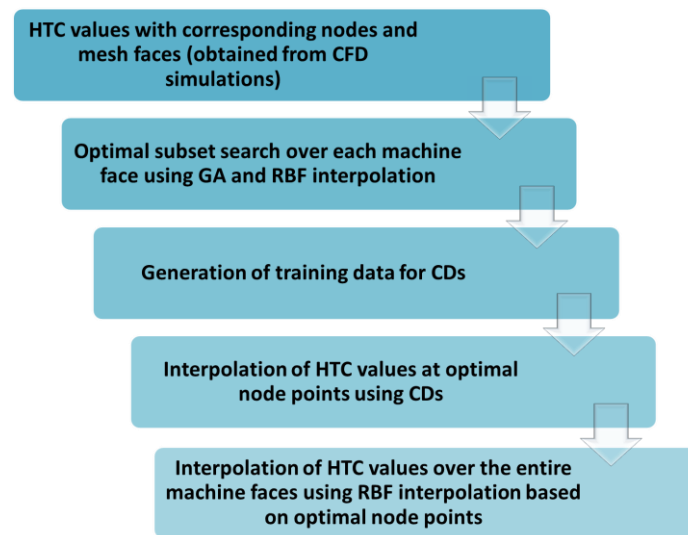 HTC values with corresponding nodes and
mesh faces (obtained from CFD
simulations)
Optimal subset search over each machine
face using GA and RBF interpolation
Generation of training data for CDs
Interpolation of HTC values at optimal
node points using CDs
Interpolation of HTC values over the entire
machine faces using RBF interpolation based
on optimal node points